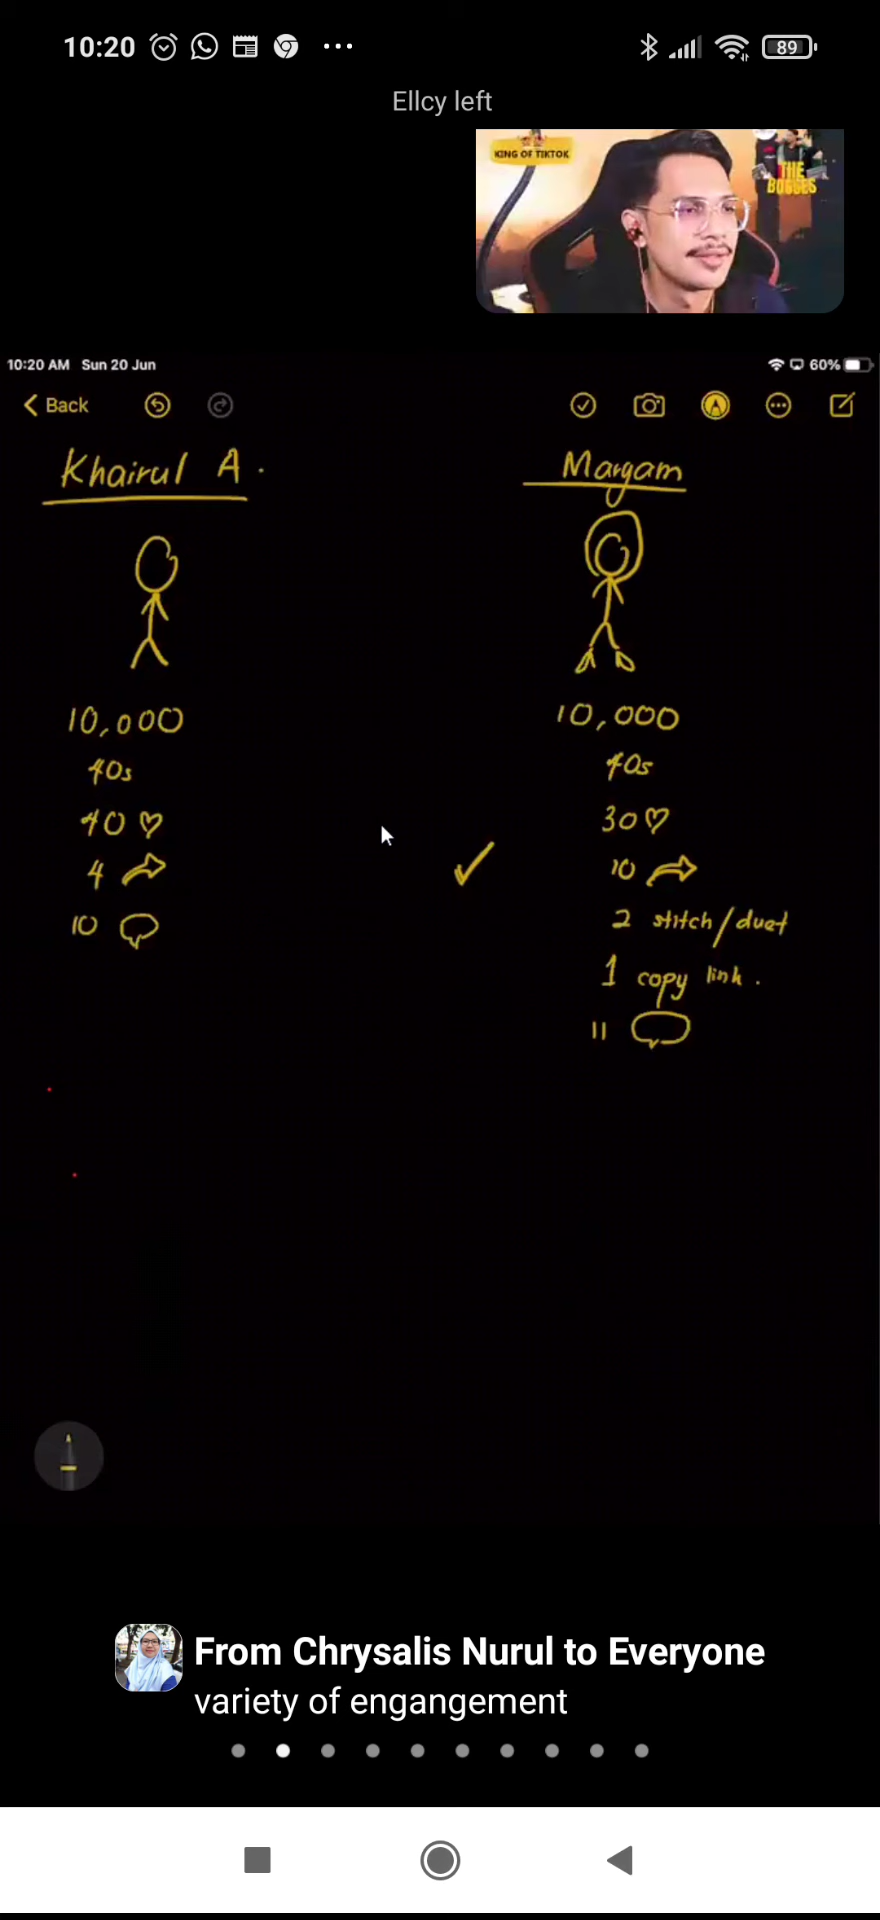 10:20 ... 89
Ellcy left
KING OF TIKTOK
THE
BOSSES
10:20 AM Sun 20 Jun 60%
Back
Khairul A.
Maryam
10,000
10,000
40s
40s
40
30
4
10
10
2 stitch/duet
1 copy link.
11
From Chrysalis Nurul to Everyone
variety of engangement